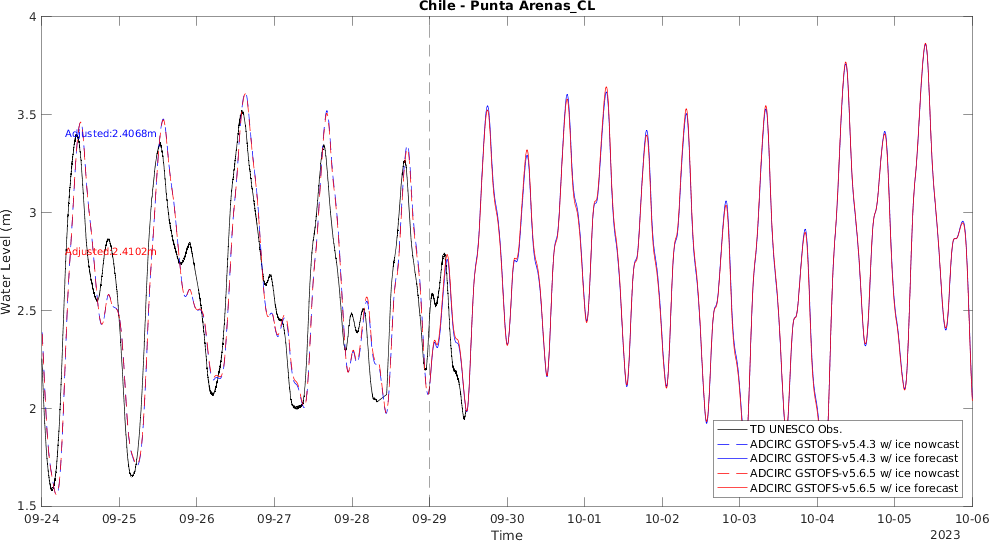 Chile - Punta Arenas_CL
4
3.5
3
2.5
2
1.5
Water Level (m)
Adjusted:2.4068m
Adjusted:2.4102m
TD UNESCO Obs.
ADCIRC GSTOFS-v5.4.3 w/ ice nowcast
ADCIRC GSTOFS-v5.4.3 w/ ice forecast
ADCIRC GSTOFS-v5.6.5 w/ ice nowcast
ADCIRC GSTOFS-v5.6.5 w/ ice forecast
09-24 09-25 09-26 09-27 09-28 09-29 09-30 10-01 10-02 10-03 10-04 10-05 10-06
Time
2023